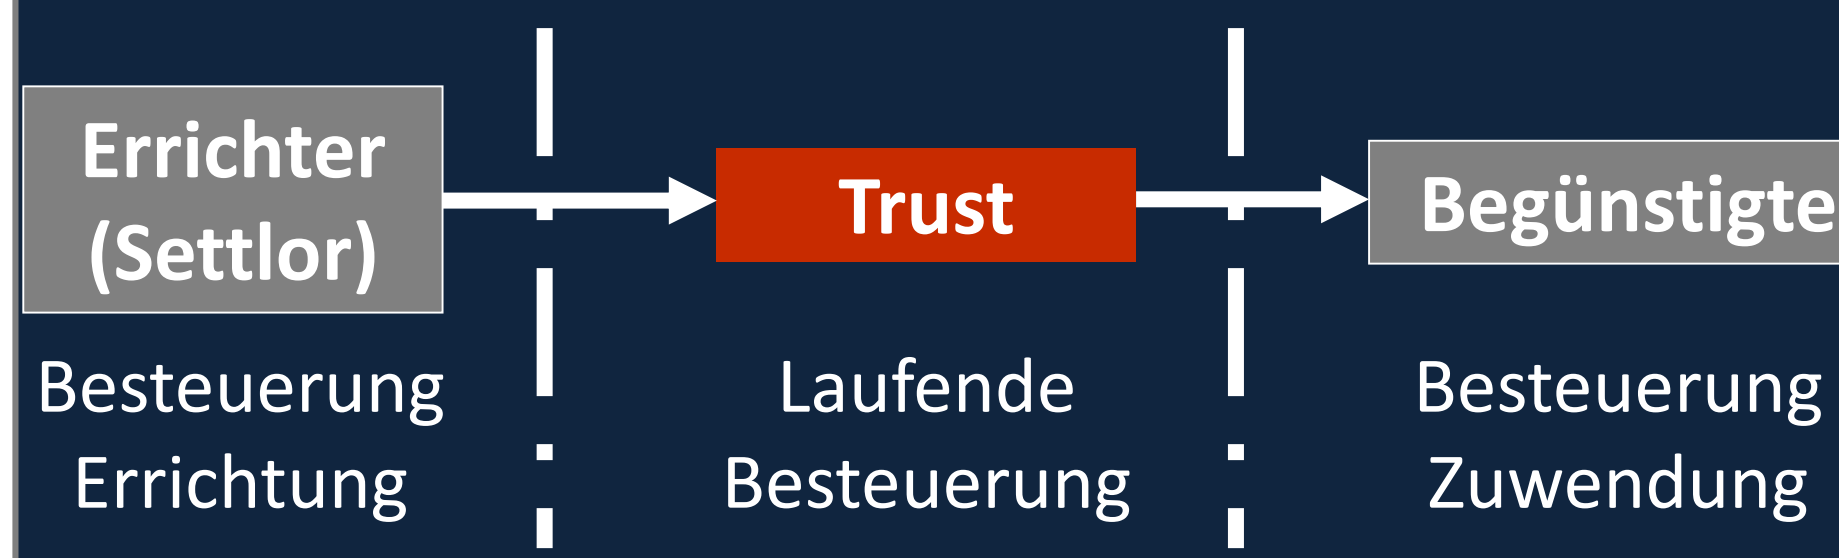 Errichter
(Settlor)
Trust
Begünstigte
Besteuerung
Errichtung
Laufende
Besteuerung
Besteuerung
Zuwendung